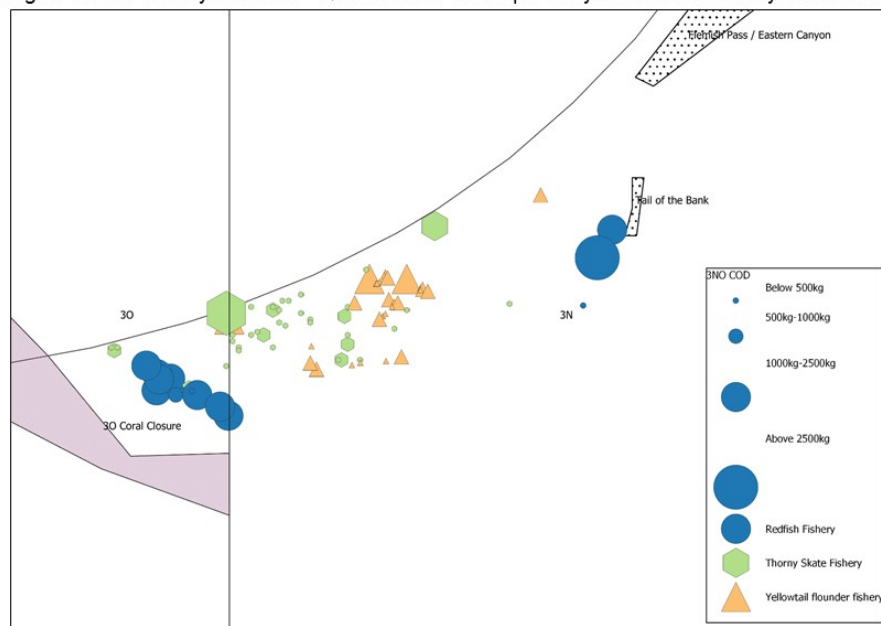 Flemish Pass / Eastern Canyon
Tail of the Bank
3O
3N
3O Coral Closure
3NO COD
Below 500kg
500kg-1000kg
1000kg-2500kg
Above 2500kg
Redfish Fishery
Thorny Skate Fishery
Yellowtail flounder fishery